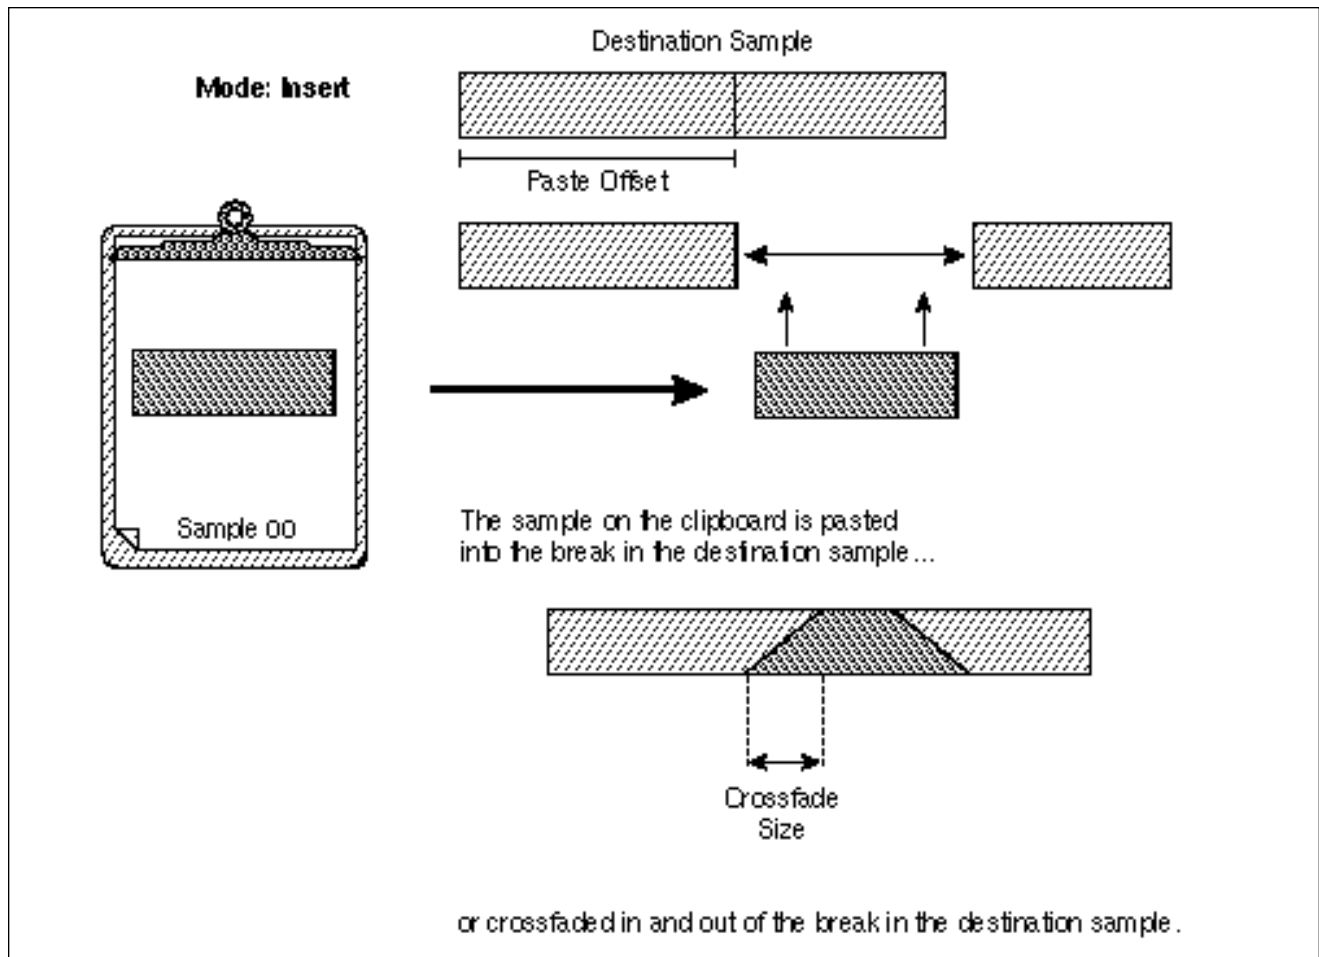 Destination Sample
Mode: Insert
Paste Offset
Sample 00
The sample on the clipboard is pasted
into the break in the destination sample...
Crossfade
Size
or crossfaded in and out of the break in the destination sample.